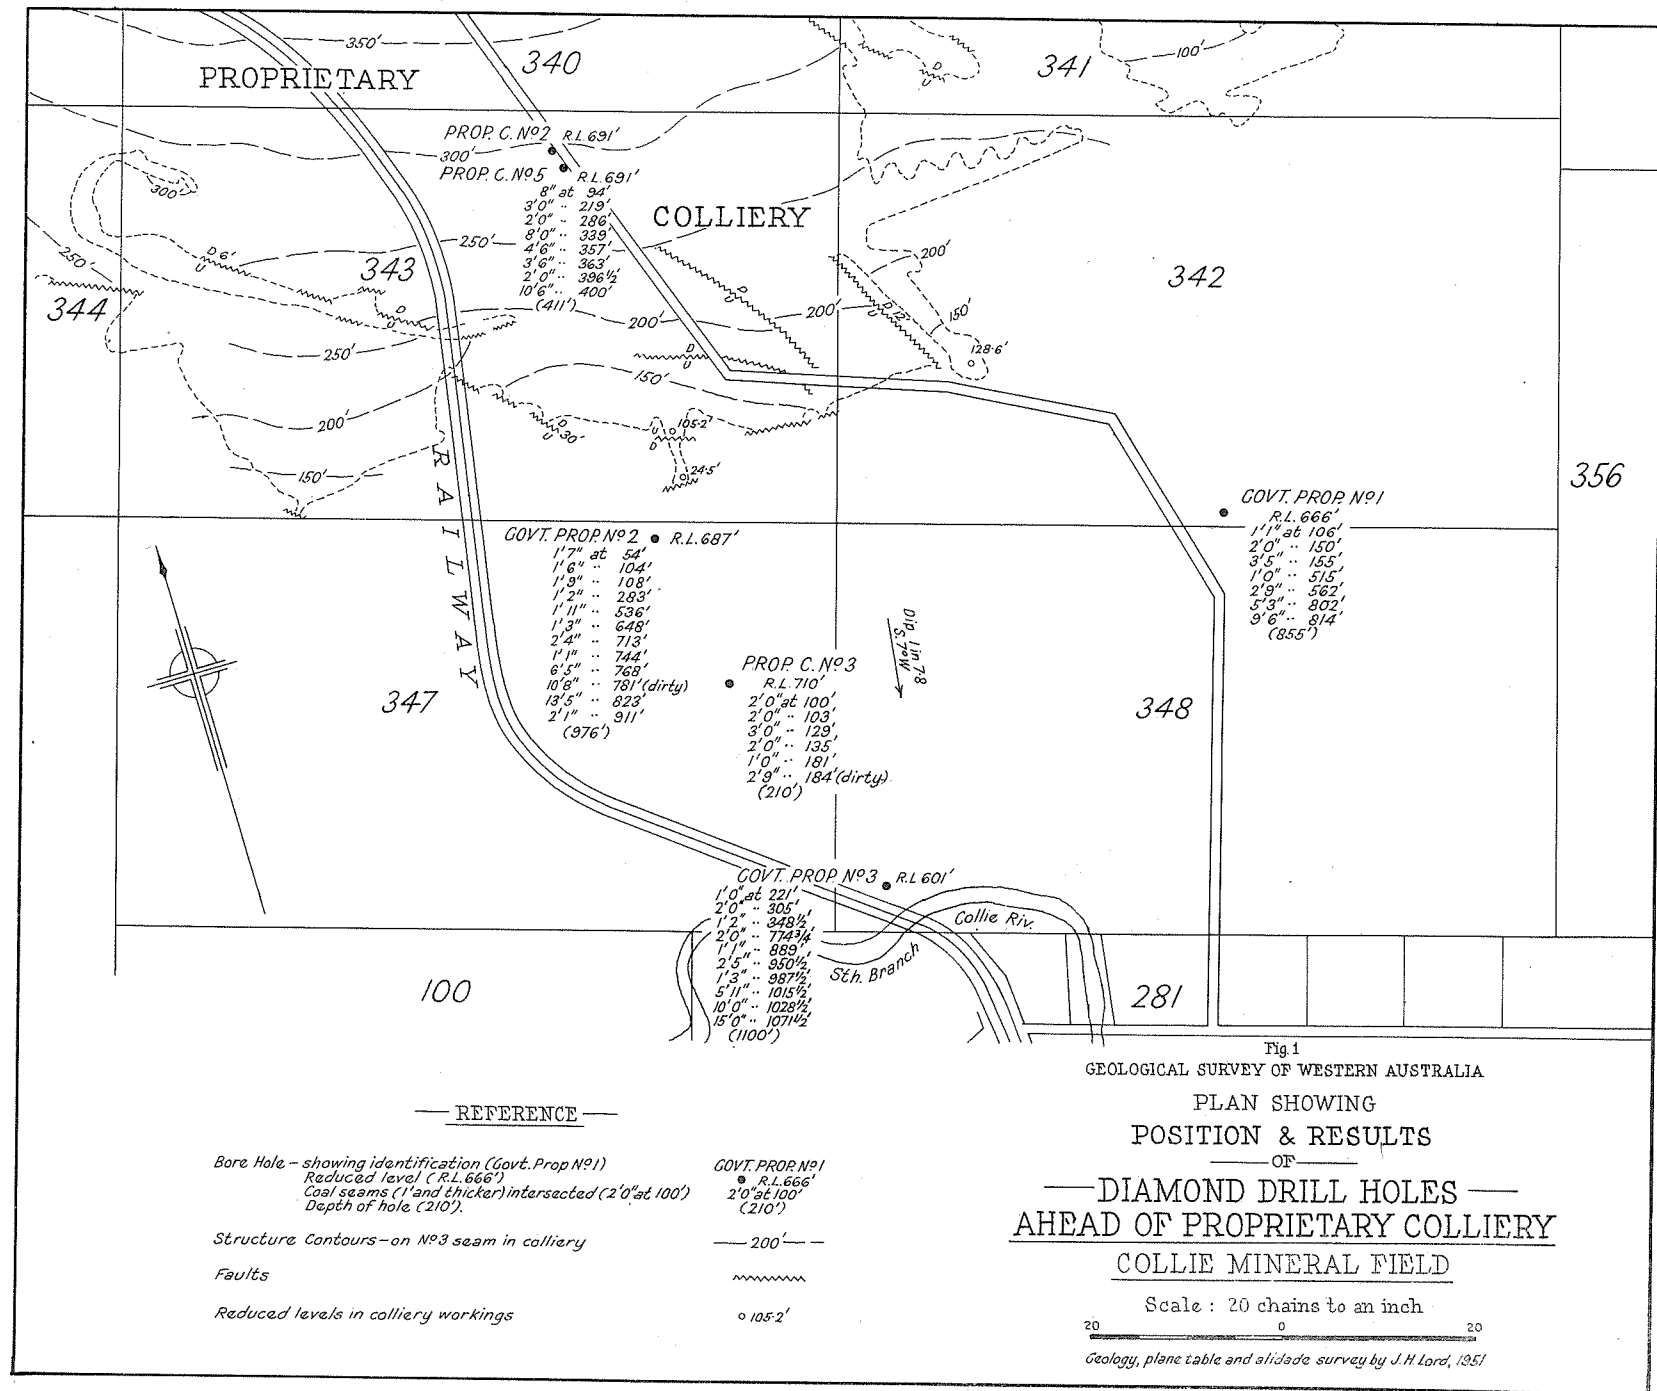 350'
340
341
100'
PROPRIETARY
D
U
PROP. C. Nº2 R.L.691'
300'
PROP. C. Nº5 R.L.691'
8" at 94'
3'0" ·· 219'
2'0" ·· 286'
8'0" ·· 339'
4'6" ·· 357'
3'6" ·· 363'
2'0" ·· 396½'
10'6" ·· 400'
(411')
COLLIERY
300'
250'
D 6'
U
343
250'
250'
344
D
U
200'
200'
D
U
D 12'
U
200'
150'
128·6'
342
250'
D
U
150'
200'
150'
D
U 30'
U
D
105·2'
24·5'
356
RAILWAY
GOVT. PROP. Nº1
R.L. 666'
1'1" at 106'
2'0" ·· 150'
3'5" ·· 155'
1'0" ·· 515'
2'9" ·· 562'
5'3" ·· 802'
9'6" ·· 814'
(855')
GOVT. PROP. Nº2 R.L.687'
1'7" at 54'
1'6" ·· 104'
1'9" ·· 108'
1'2" ·· 283'
1'11" ·· 536'
1'3" ·· 648'
2'4" ·· 713'
1'1" ·· 744'
6'5" ·· 768'
10'8" ·· 781' (dirty)
13'5" ·· 823'
2'1" ·· 911'
(976')
Dip 1 in 7·8
S.7°W
PROP. C. Nº3
R.L. 710'
2'0" at 100'
2'0" ·· 103'
3'0" ·· 129'
2'0" ·· 135'
1'0" ·· 181'
2'9" ·· 184' (dirty)
(210')
347
348
GOVT. PROP. Nº3 R.L 601'
1'0" at 221'
2'0" ·· 305'
1'2" ·· 348½'
2'0" ·· 774¾'
1'1" ·· 889'
2'5" ·· 950½'
1'3" ·· 987½'
5'11" ·· 1015½'
10'0" ·· 1028½'
15'0" ·· 1071½'
(1100')
Collie Riv.
Sth. Branch
100
281
Fig. 1
GEOLOGICAL SURVEY OF WESTERN AUSTRALIA
PLAN SHOWING
POSITION & RESULTS
OF
DIAMOND DRILL HOLES
AHEAD OF PROPRIETARY COLLIERY
COLLIE MINERAL FIELD
Scale : 20 chains to an inch
20 0 20
Geology, plane table and alidade survey by J.H. Lord, 1951
REFERENCE
Bore Hole – showing identification (Govt. Prop Nº1) GOVT. PROP. Nº1
Reduced level (R.L. 666') R.L. 666'
Coal seams (1' and thicker) intersected (2'0" at 100') 2'0" at 100'
Depth of hole (210'). (210')
Structure Contours – on Nº3 seam in colliery 200'
Faults
Reduced levels in colliery workings 105·2'